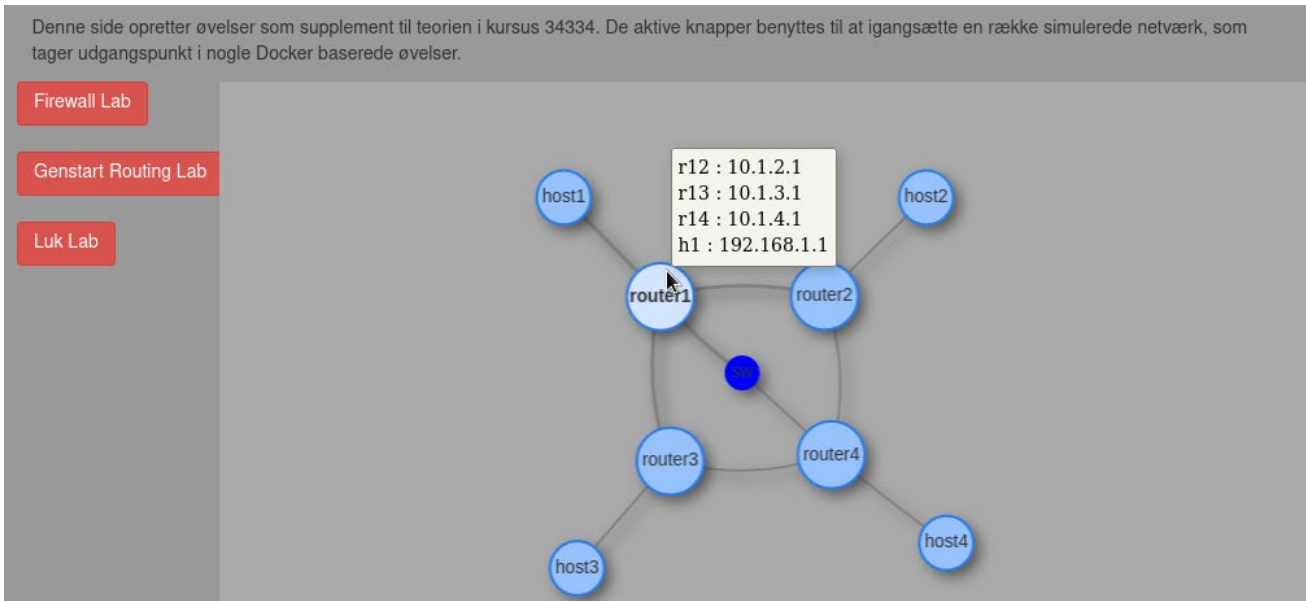 Denne side opretter øvelser som supplement til teorien i kursus 34334. De aktive knapper benyttes til at igangsætte en række simulerede netværk, som
tager udgangspunkt i nogle Docker baserede øvelser.
Firewall Lab
Genstart Routing Lab
Luk Lab
r12 : 10.1.2.1
r13 : 10.1.3.1
r14 : 10.1.4.1
h1 : 192.168.1.1
host1
host2
router1
router2
sw
router3
router4
host3
host4